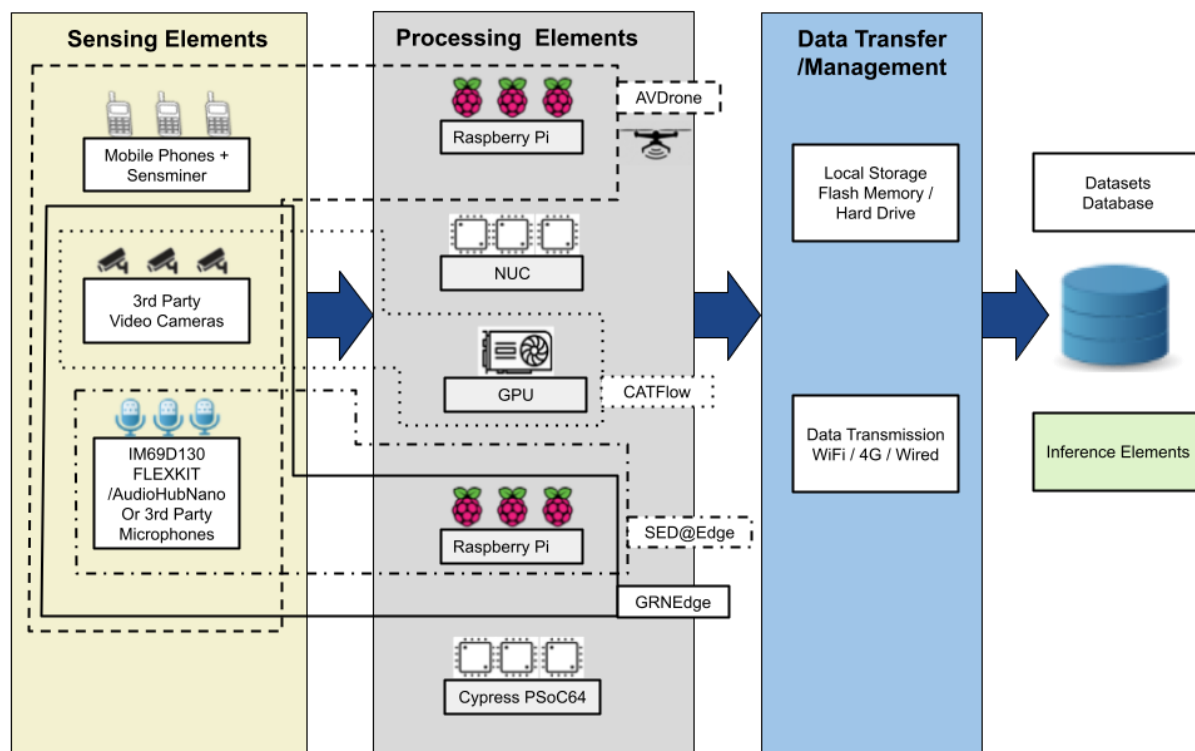 Sensing Elements
Mobile Phones +
Sensminer
3rd Party
Video Cameras
IM69D130
FLEXKIT
/AudioHubNano
Or 3rd Party
Microphones
Processing Elements
Raspberry Pi
AVDrone
NUC
GPU
CATFlow
Raspberry Pi
SED@Edge
GRNEdge
Cypress PSoC64
Data Transfer
/Management
Local Storage
Flash Memory /
Hard Drive
Data Transmission
WiFi / 4G / Wired
Datasets
Database
Inference Elements